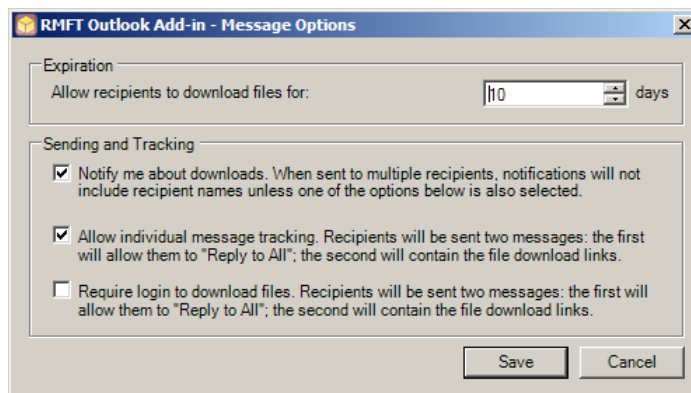 RMFT Outlook Add-in - Message Options
Expiration
Allow recipients to download files for: 10 days
Sending and Tracking
Notify me about downloads. When sent to multiple recipients, notifications will not
include recipient names unless one of the options below is also selected.
Allow individual message tracking. Recipients will be sent two messages: the first
will allow them to "Reply to All"; the second will contain the file download links.
Require login to download files. Recipients will be sent two messages: the first will
allow them to "Reply to All"; the second will contain the file download links.
Save Cancel